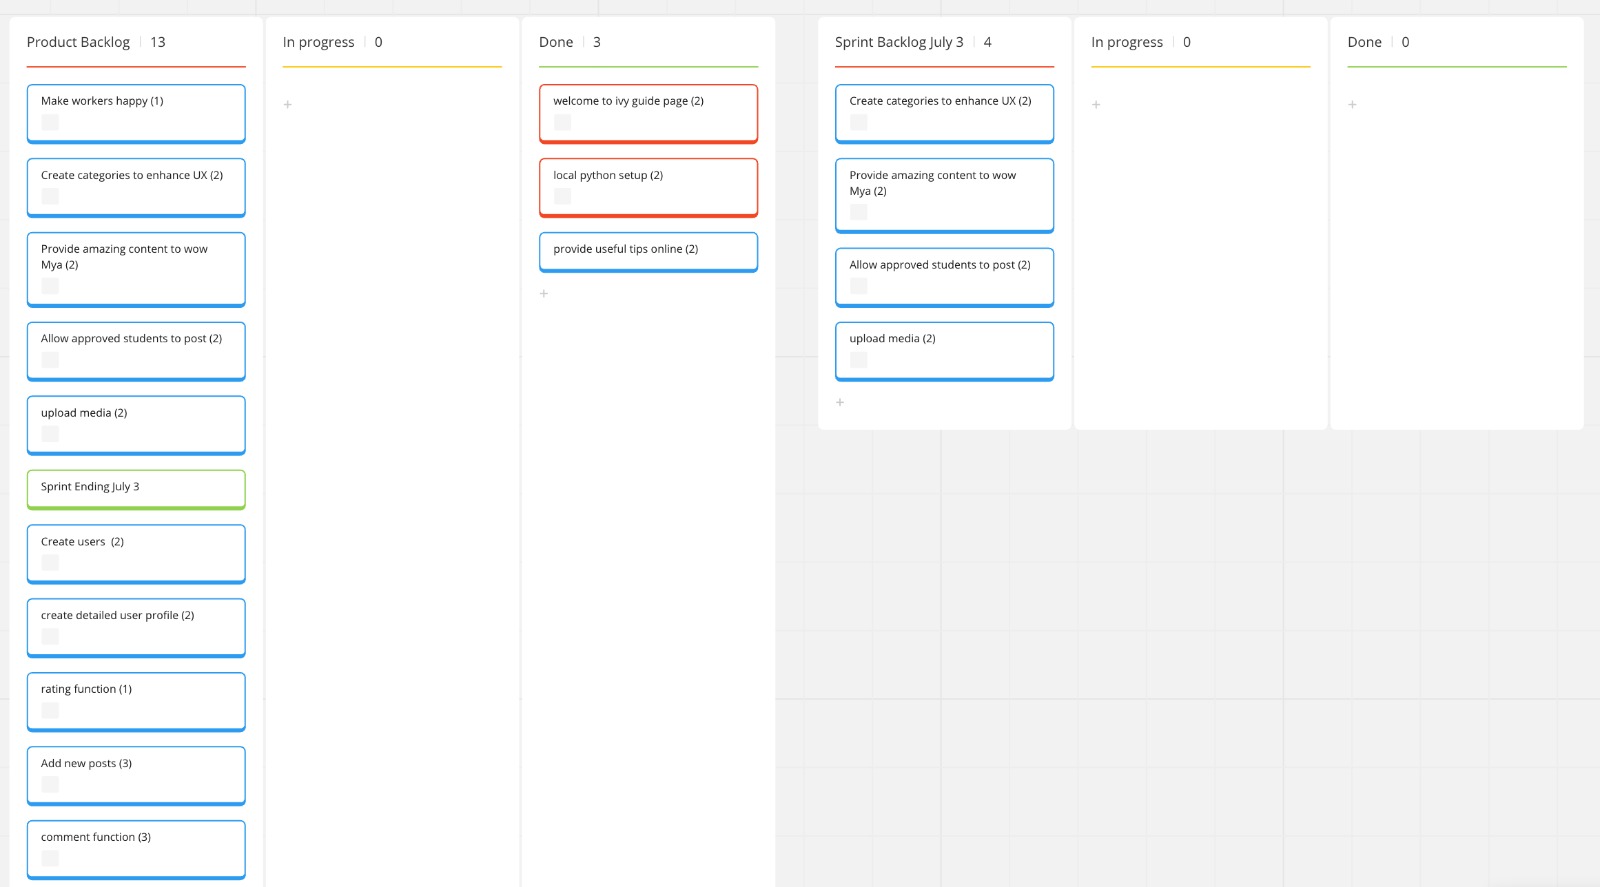 Product Backlog | 13
Make workers happy (1)
Create categories to enhance UX (2)
Provide amazing content to wow
Mya (2)
Allow approved students to post (2)
upload media (2)
Sprint Ending July 3
Create users  (2)
create detailed user profile (2)
rating function (1)
Add new posts (3)
comment function (3)
In progress | 0
+
Done | 3
welcome to ivy guide page (2)
local python setup (2)
provide useful tips online (2)
+
Sprint Backlog July 3 | 4
Create categories to enhance UX (2)
Provide amazing content to wow
Mya (2)
Allow approved students to post (2)
upload media (2)
+
In progress | 0
+
Done | 0
+